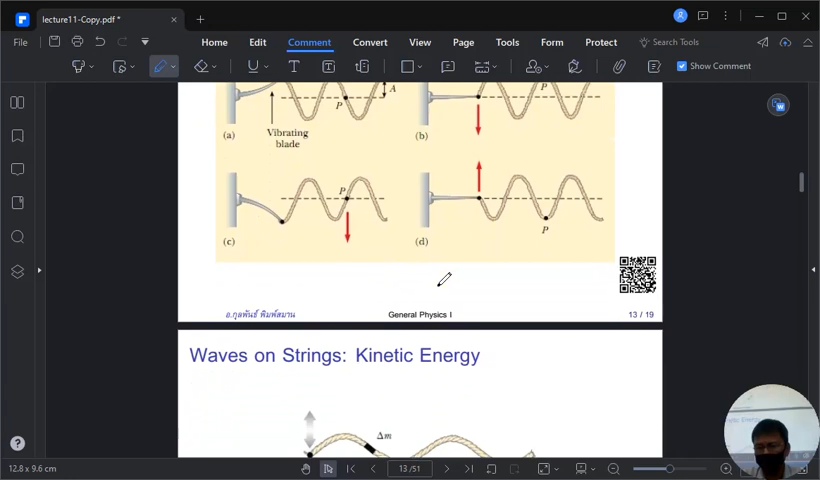 lecture11-Copy.pdf *
File Home Edit Comment Convert View Page Tools Form Protect Search Tools
Show Comment
P A P
(a) Vibrating blade (b)
P
(c) (d) P
อ.กุลพันธ์ พิมพ์สมาน General Physics I 13 / 19
Waves on Strings: Kinetic Energy
Δm
12.8 x 9.6 cm 13 /51